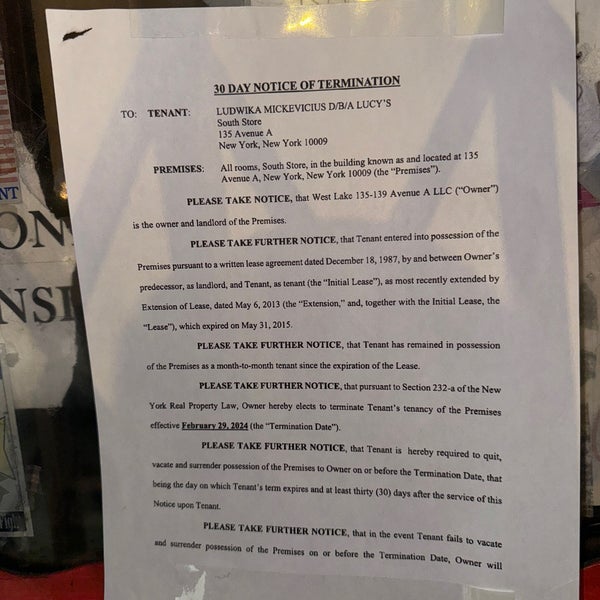 30 DAY NOTICE OF TERMINATION
TO: TENANT: LUDWIKA MICKEVICIUS D/B/A LUCY'S
South Store
135 Avenue A
New York, New York 10009
PREMISES: All rooms, South Store, in the building known as and located at 135
Avenue A, New York, New York 10009 (the "Premises").
PLEASE TAKE NOTICE, that West Lake 135-139 Avenue A LLC ("Owner")
is the owner and landlord of the Premises.
PLEASE TAKE FURTHER NOTICE, that Tenant entered into possession of the
Premises pursuant to a written lease agreement dated December 18, 1987, by and between Owner's
predecessor, as landlord, and Tenant, as tenant (the "Initial Lease"), as most recently extended by
Extension of Lease, dated May 6, 2013 (the "Extension," and, together with the Initial Lease, the
"Lease"), which expired on May 31, 2015.
PLEASE TAKE FURTHER NOTICE, that Tenant has remained in possession
of the Premises as a month-to-month tenant since the expiration of the Lease.
PLEASE TAKE FURTHER NOTICE, that pursuant to Section 232-a of the New
York Real Property Law, Owner hereby elects to terminate Tenant's tenancy of the Premises
effective February 29, 2024 (the "Termination Date").
PLEASE TAKE FURTHER NOTICE, that Tenant is hereby required to quit,
vacate and surrender possession of the Premises to Owner on or before the Termination Date, that
being the day on which Tenant's term expires and at least thirty (30) days after the service of this
Notice upon Tenant.
PLEASE TAKE FURTHER NOTICE, that in the event Tenant fails to vacate
and surrender possession of the Premises on or before the Termination Date, Owner will
NT
ON
NSI